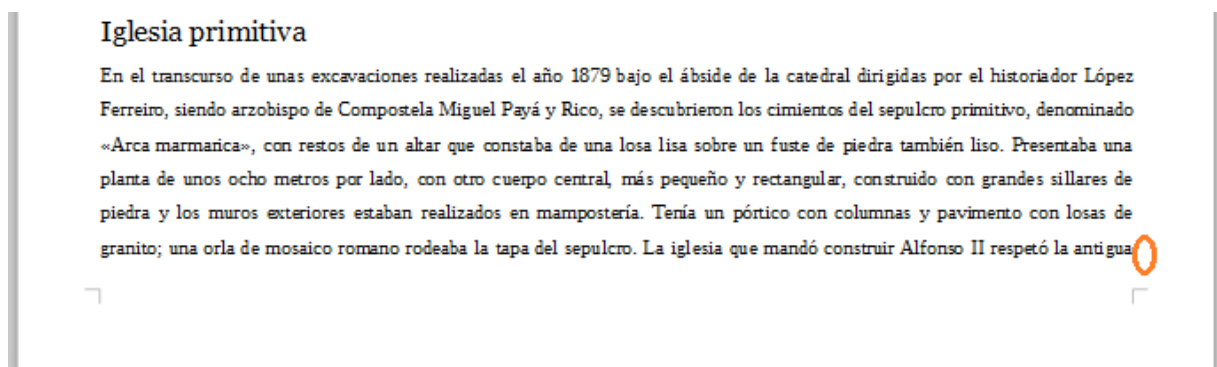 Iglesia primitiva
En el transcurso de unas excavaciones realizadas el año 1879 bajo el ábside de la catedral dirigidas por el historiador López
Ferreiro, siendo arzobispo de Compostela Miguel Payá y Rico, se descubrieron los cimientos del sepulcro primitivo, denominado
«Arca marmarica», con restos de un altar que constaba de una losa lisa sobre un fuste de piedra también liso. Presentaba una
planta de unos ocho metros por lado, con otro cuerpo central, más pequeño y rectangular, construido con grandes sillares de
piedra y los muros exteriores estaban realizados en mampostería. Tenía un pórtico con columnas y pavimento con losas de
granito; una orla de mosaico romano rodeaba la tapa del sepulcro. La iglesia que mandó construir Alfonso II respetó la antigua